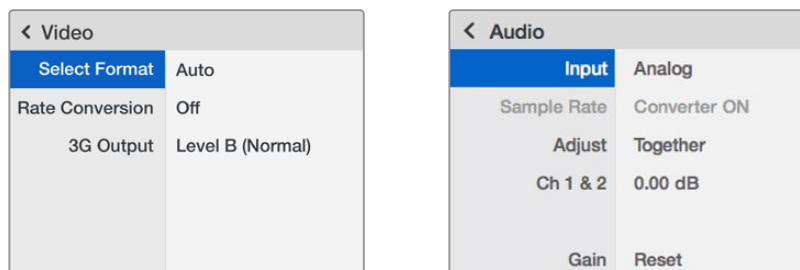 < Video
Select Format Auto
Rate Conversion Off
3G Output Level B (Normal)
< Audio
Input Analog
Sample Rate Converter ON
Adjust Together
Ch 1 & 2 0.00 dB
Gain Reset